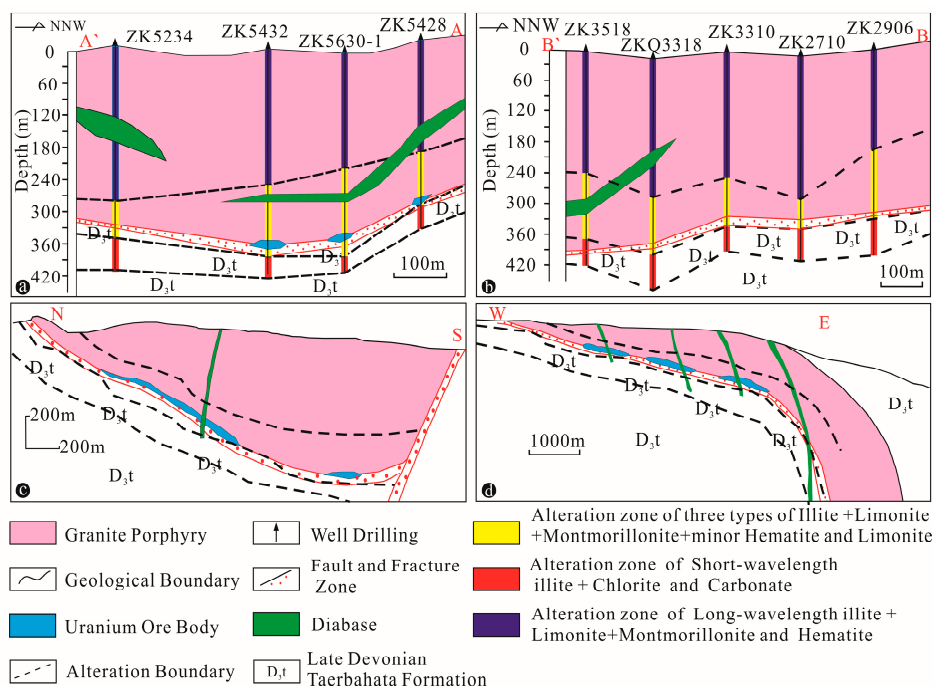 NNW
A`
ZK5234
ZK5432
ZK5630-1
ZK5428
A
0
60
120
180
240
300
360
420
Depth (m)
D₃t
D₃t
D₃t
D₃
D₃t
D₃t
D₃t
100m
a
NNW
B`
ZK3518
ZKQ3318
ZK3310
ZK2710
ZK2906
B
0
60
120
180
240
300
360
420
Depth (m)
D₃t
D₃t
D₃t
D₃t
D₃t
D₃t
D₃t
100m
b
N
S
D₃t
D₃t
D₃t
D₃t
200m
200m
c
W
E
D₃t
D₃t
D₃t
D₃t
D₃t
D₃t
1000m
d
Granite Porphyry
Geological Boundary
Uranium Ore Body
Alteration Boundary
Well Drilling
Fault and Fracture
Zone
Diabase
D₃t
Late Devonian
Taerbahata Formation
Alteration zone of three types of Illite +Limonite
+Montmorillonite+minor Hematite and Limonite
Alteration zone of Short-wavelength
illite + Chlorite and Carbonate
Alteration zone of Long-wavelength illite +
Limonite+Montmorillonite and Hematite